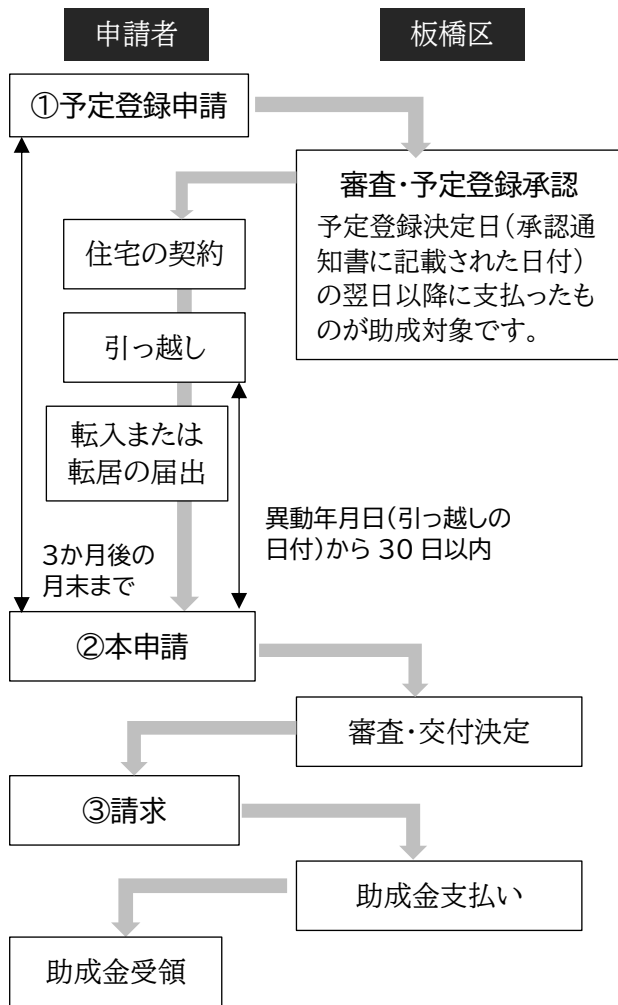 申請者
板橋区
①予定登録申請
審査・予定登録承認
予定登録決定日(承認通
知書に記載された日付)
の翌日以降に支払ったも
のが助成対象です。
住宅の契約
引っ越し
転入または
転居の届出
異動年月日(引っ越しの
日付)から 30 日以内
3か月後の
月末まで
②本申請
審査・交付決定
③請求
助成金支払い
助成金受領